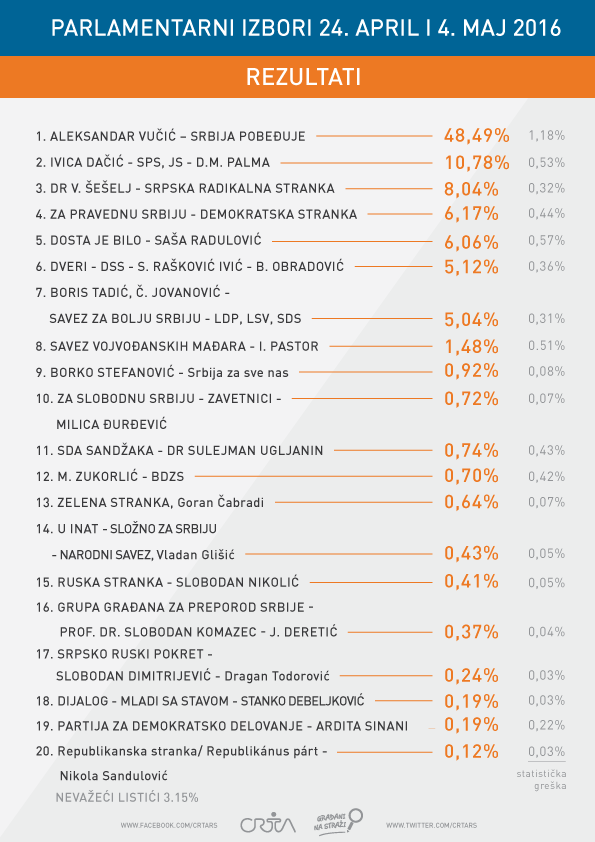 PARLAMENTARNI IZBORI 24. APRIL I 4. MAJ 2016
REZULTATI
1. ALEKSANDAR VUČIĆ – SRBIJA POBEĐUJE 48,49% 1,18%
2. IVICA DAČIĆ - SPS, JS - D.M. PALMA 10,78% 0,53%
3. DR V. ŠEŠELJ - SRPSKA RADIKALNA STRANKA 8,04% 0,32%
4. ZA PRAVEDNU SRBIJU - DEMOKRATSKA STRANKA 6,17% 0,44%
5. DOSTA JE BILO - SAŠA RADULOVIĆ 6,06% 0,57%
6. DVERI - DSS - S. RAŠKOVIĆ IVIĆ - B. OBRADOVIĆ 5,12% 0,36%
7. BORIS TADIĆ, Č. JOVANOVIĆ -
SAVEZ ZA BOLJU SRBIJU - LDP, LSV, SDS 5,04% 0,31%
8. SAVEZ VOJVOĐANSKIH MAĐARA - I. PASTOR 1,48% 0.51%
9. BORKO STEFANOVIĆ - Srbija za sve nas 0,92% 0,08%
10. ZA SLOBODNU SRBIJU - ZAVETNICI - 0,72% 0,07%
MILICA ĐURĐEVIĆ
11. SDA SANDŽAKA - DR SULEJMAN UGLJANIN 0,74% 0,43%
12. M. ZUKORLIĆ - BDZS 0,70% 0,42%
13. ZELENA STRANKA, Goran Čabradi 0,64% 0,07%
14. U INAT - SLOŽNO ZA SRBIJU
- NARODNI SAVEZ, Vladan Glišić 0,43% 0,05%
15. RUSKA STRANKA - SLOBODAN NIKOLIĆ 0,41% 0,05%
16. GRUPA GRAĐANA ZA PREPOROD SRBIJE -
PROF. DR. SLOBODAN KOMAZEC - J. DERETIĆ 0,37% 0,04%
17. SRPSKO RUSKI POKRET -
SLOBODAN DIMITRIJEVIĆ - Dragan Todorović 0,24% 0,03%
18. DIJALOG - MLADI SA STAVOM - STANKO DEBELJKOVIĆ 0,19% 0,03%
19. PARTIJA ZA DEMOKRATSKO DELOVANJE - ARDITA SINANI 0,19% 0,22%
20. Republikanska stranka/ Republikánus párt - 0,12% 0,03%
Nikola Sandulović
statistička
greška
NEVAŽEĆI LISTIĆI 3.15%
WWW.FACEBOOK.COM/CRTARS CRTA GRAĐANI NA STRAŽI WWW.TWITTER.COM/CRTARS